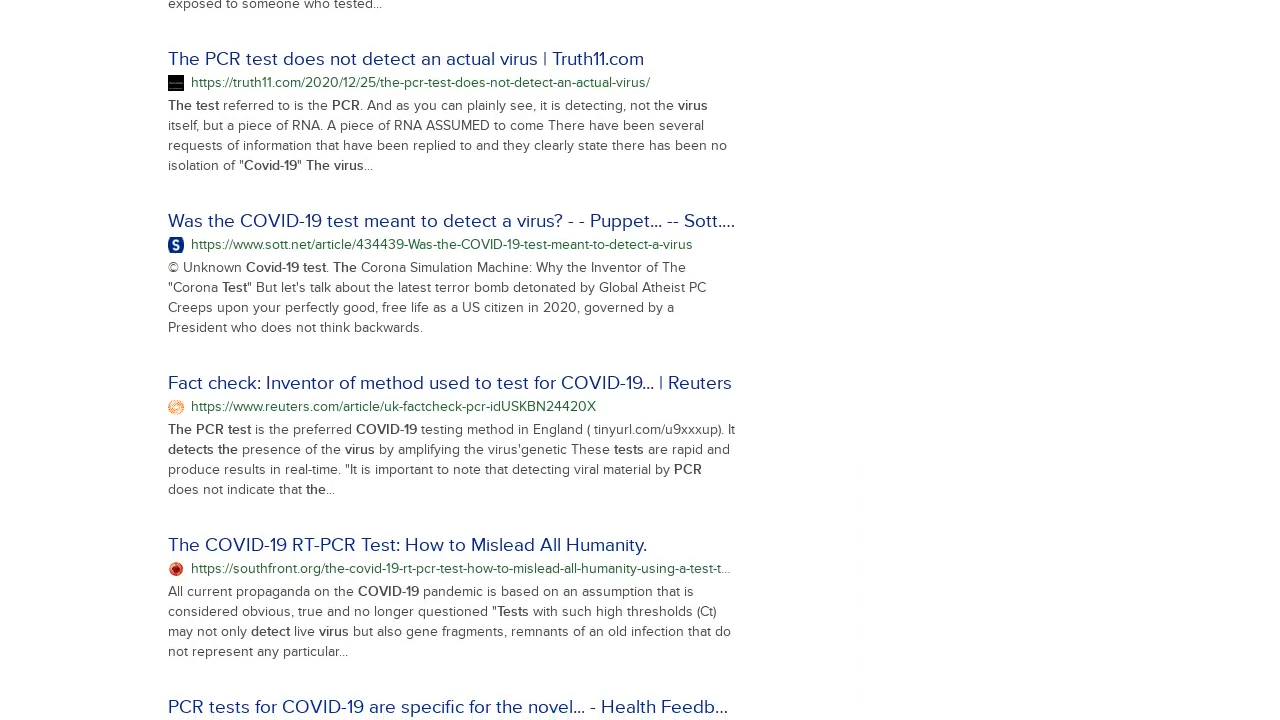 exposed to someone who tested...
The PCR test does not detect an actual virus | Truth11.com
https://truth11.com/2020/12/25/the-pcr-test-does-not-detect-an-actual-virus/
The test referred to is the PCR. And as you can plainly see, it is detecting, not the virus
itself, but a piece of RNA. A piece of RNA ASSUMED to come There have been several
requests of information that have been replied to and they clearly state there has been no
isolation of "Covid-19" The virus...
Was the COVID-19 test meant to detect a virus? - - Puppet... -- Sott....
https://www.sott.net/article/434439-Was-the-COVID-19-test-meant-to-detect-a-virus
© Unknown Covid-19 test. The Corona Simulation Machine: Why the Inventor of The
"Corona Test" But let's talk about the latest terror bomb detonated by Global Atheist PC
Creeps upon your perfectly good, free life as a US citizen in 2020, governed by a
President who does not think backwards.
Fact check: Inventor of method used to test for COVID-19... | Reuters
https://www.reuters.com/article/uk-factcheck-pcr-idUSKBN24420X
The PCR test is the preferred COVID-19 testing method in England ( tinyurl.com/u9xxxup). It
detects the presence of the virus by amplifying the virus'genetic These tests are rapid and
produce results in real-time. "It is important to note that detecting viral material by PCR
does not indicate that the...
The COVID-19 RT-PCR Test: How to Mislead All Humanity.
https://southfront.org/the-covid-19-rt-pcr-test-how-to-mislead-all-humanity-using-a-test-t...
All current propaganda on the COVID-19 pandemic is based on an assumption that is
considered obvious, true and no longer questioned "Tests with such high thresholds (Ct)
may not only detect live virus but also gene fragments, remnants of an old infection that do
not represent any particular...
PCR tests for COVID-19 are specific for the novel... - Health Feedb...